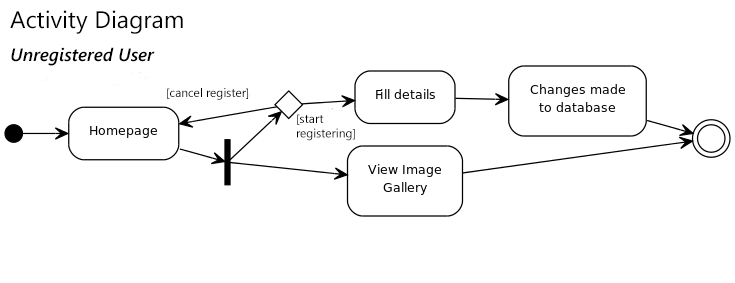 Activity Diagram
Unregistered User
[cancel register]
[start
registering]
Homepage
Fill details
Changes made
to database
View Image
Gallery